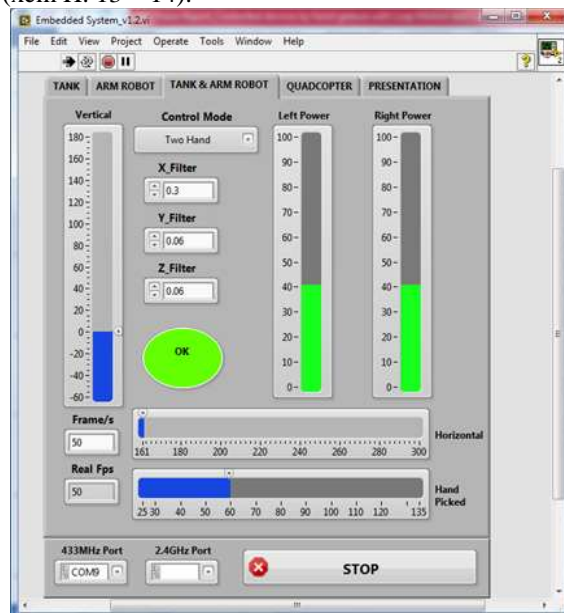 (xem H. 13 – 14).
Embedded System_v1.2.vi
File Edit View Project Operate Tools Window Help
TANK ARM ROBOT TANK & ARM ROBOT QUADCOPTER PRESENTATION
Vertical Control Mode Left Power Right Power
Two Hand
180
160
140
120
100
80
60
40
20
0
-20
-40
-60
X_Filter
0.3
Y_Filter
0.06
Z_Filter
0.06
OK
100
90
80
70
60
50
40
30
20
10
0
100
90
80
70
60
50
40
30
20
10
0
Frame/s
50
161 180 200 220 240 260 280 300
Horizontal
Real Fps
50
25 30 40 50 60 70 80 90 100 110 120 135
Hand
Picked
433MHz Port 2.4GHz Port
COM9
STOP